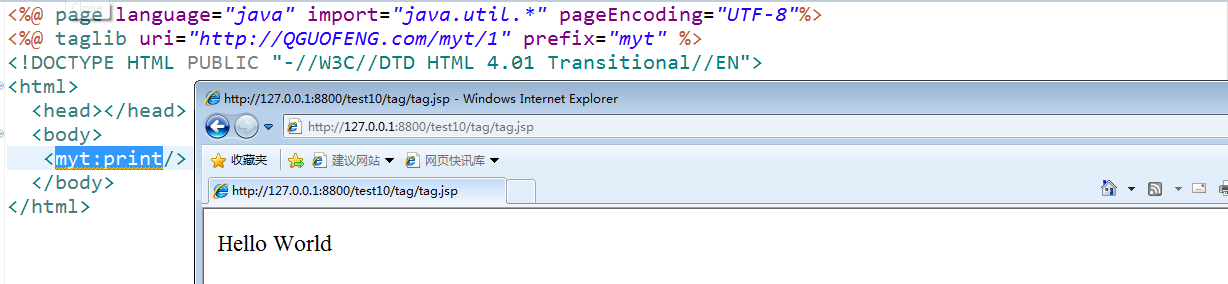 <%@ page language="java" import="java.util.*" pageEncoding="UTF-8"%>
<%@ taglib uri="http://QGUOFENG.com/myt/1" prefix="myt" %>
<!DOCTYPE HTML PUBLIC "-//W3C//DTD HTML 4.01 Transitional//EN">
<html>
<head></head>
<body>
<myt:print/>
</body>
</html>
http://127.0.0.1:8800/test10/tag/tag.jsp - Windows Internet Explorer
http://127.0.0.1:8800/test10/tag/tag.jsp
收藏夹 建议网站 网页快讯库
http://127.0.0.1:8800/test10/tag/tag.jsp
Hello World